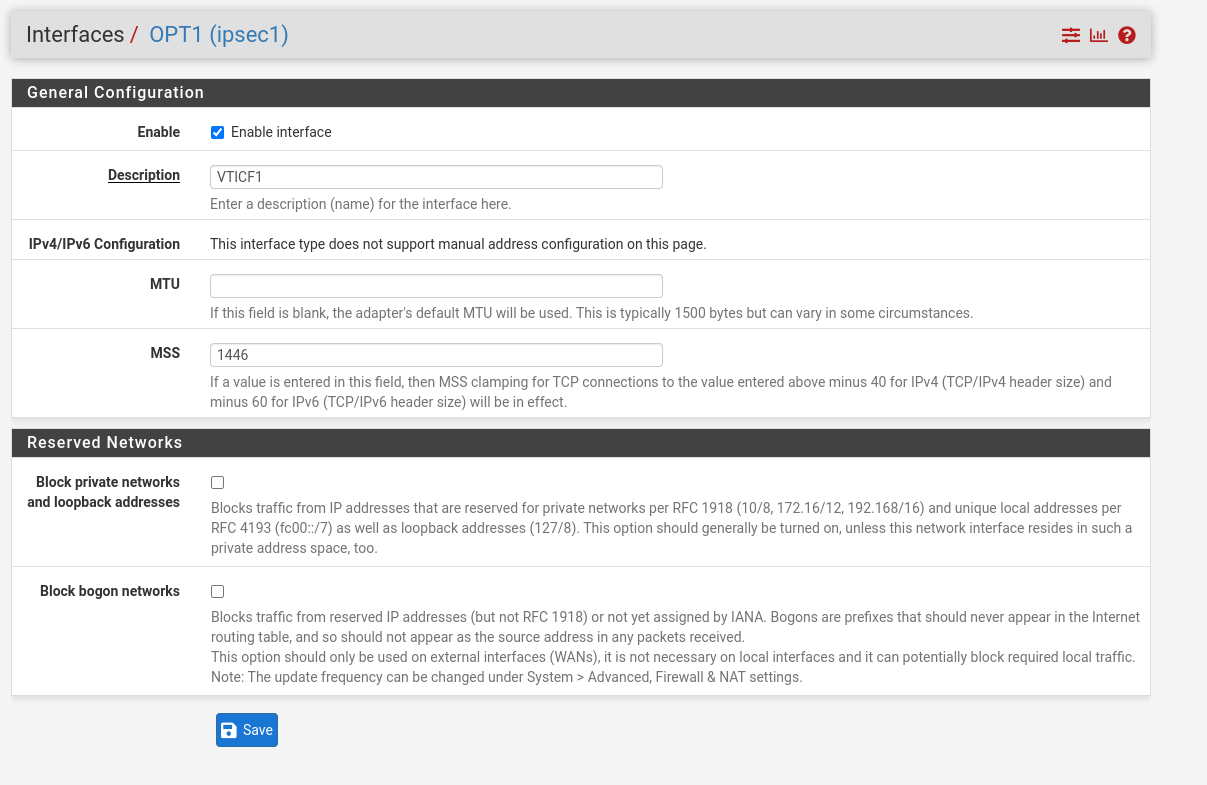 Interfaces / OPT1 (ipsec1)
General Configuration
Enable
Enable interface
Description
VTICF1
Enter a description (name) for the interface here.
IPv4/IPv6 Configuration
This interface type does not support manual address configuration on this page.
MTU
If this field is blank, the adapter's default MTU will be used. This is typically 1500 bytes but can vary in some circumstances.
MSS
1446
If a value is entered in this field, then MSS clamping for TCP connections to the value entered above minus 40 for IPv4 (TCP/IPv4 header size) and
minus 60 for IPv6 (TCP/IPv6 header size) will be in effect.
Reserved Networks
Block private networks
and loopback addresses
Blocks traffic from IP addresses that are reserved for private networks per RFC 1918 (10/8, 172.16/12, 192.168/16) and unique local addresses per
RFC 4193 (fc00::/7) as well as loopback addresses (127/8). This option should generally be turned on, unless this network interface resides in such a
private address space, too.
Block bogon networks
Blocks traffic from reserved IP addresses (but not RFC 1918) or not yet assigned by IANA. Bogons are prefixes that should never appear in the Internet
routing table, and so should not appear as the source address in any packets received.
This option should only be used on external interfaces (WANs), it is not necessary on local interfaces and it can potentially block required local traffic.
Note: The update frequency can be changed under System > Advanced, Firewall & NAT settings.
Save